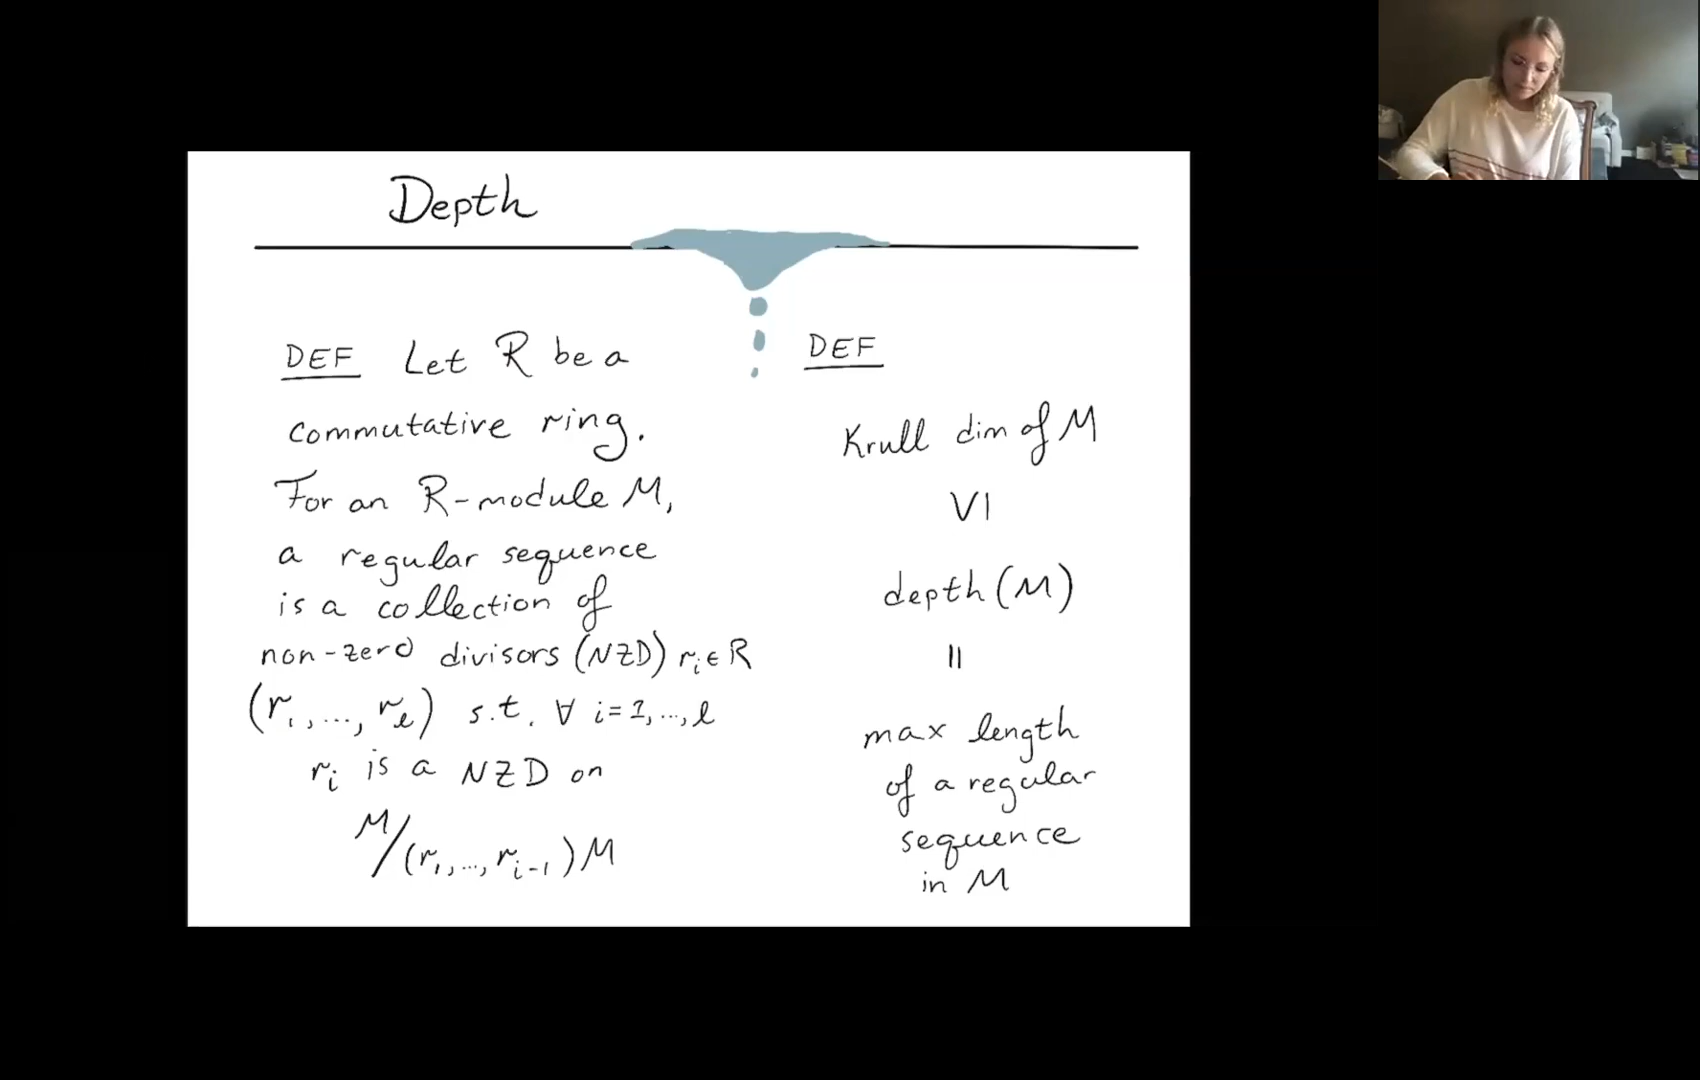 Depth
DEF Let R be a
commutative ring.
For an R-module M,
a regular sequence
is a collection of
non-zero divisors (NZD) rᵢ∈R
(r₁,...,rₗ) s.t. ∀ i=1,...,l
rᵢ is a NZD on
M/(r₁,...,rᵢ₋₁)M
DEF
Krull dim of M
VI
depth(M)
||
max length
of a regular
sequence
in M